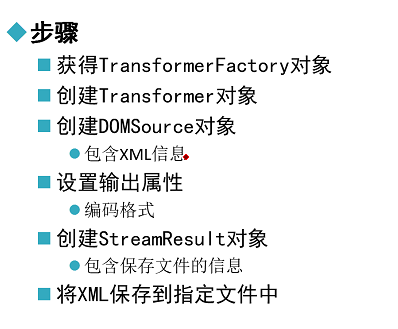 步骤
获得TransformerFactory对象
创建Transformer对象
创建DOMSource对象
包含XML信息
设置输出属性
编码格式
创建StreamResult对象
包含保存文件的信息
将XML保存到指定文件中